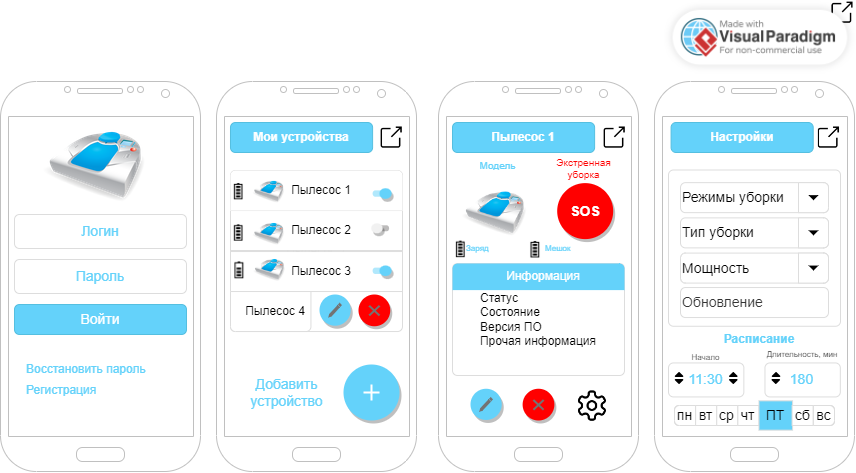 Made with
VisualParadigm
For non-commercial use
Логин
Пароль
Войти
Восстановить пароль
Регистрация
Мои устройства
Пылесос 1
Пылесос 2
Пылесос 3
Пылесос 4
Добавить
устройство
Пылесос 1
Модель
Экстренная
уборка
SOS
Заряд
Мешок
Информация
Статус
Состояние
Версия ПО
Прочая информация
Настройки
Режимы уборки
Тип уборки
Мощность
Обновление
Расписание
Начало
Длительность, мин
11:30
180
пн вт ср чт ПТ сб вс